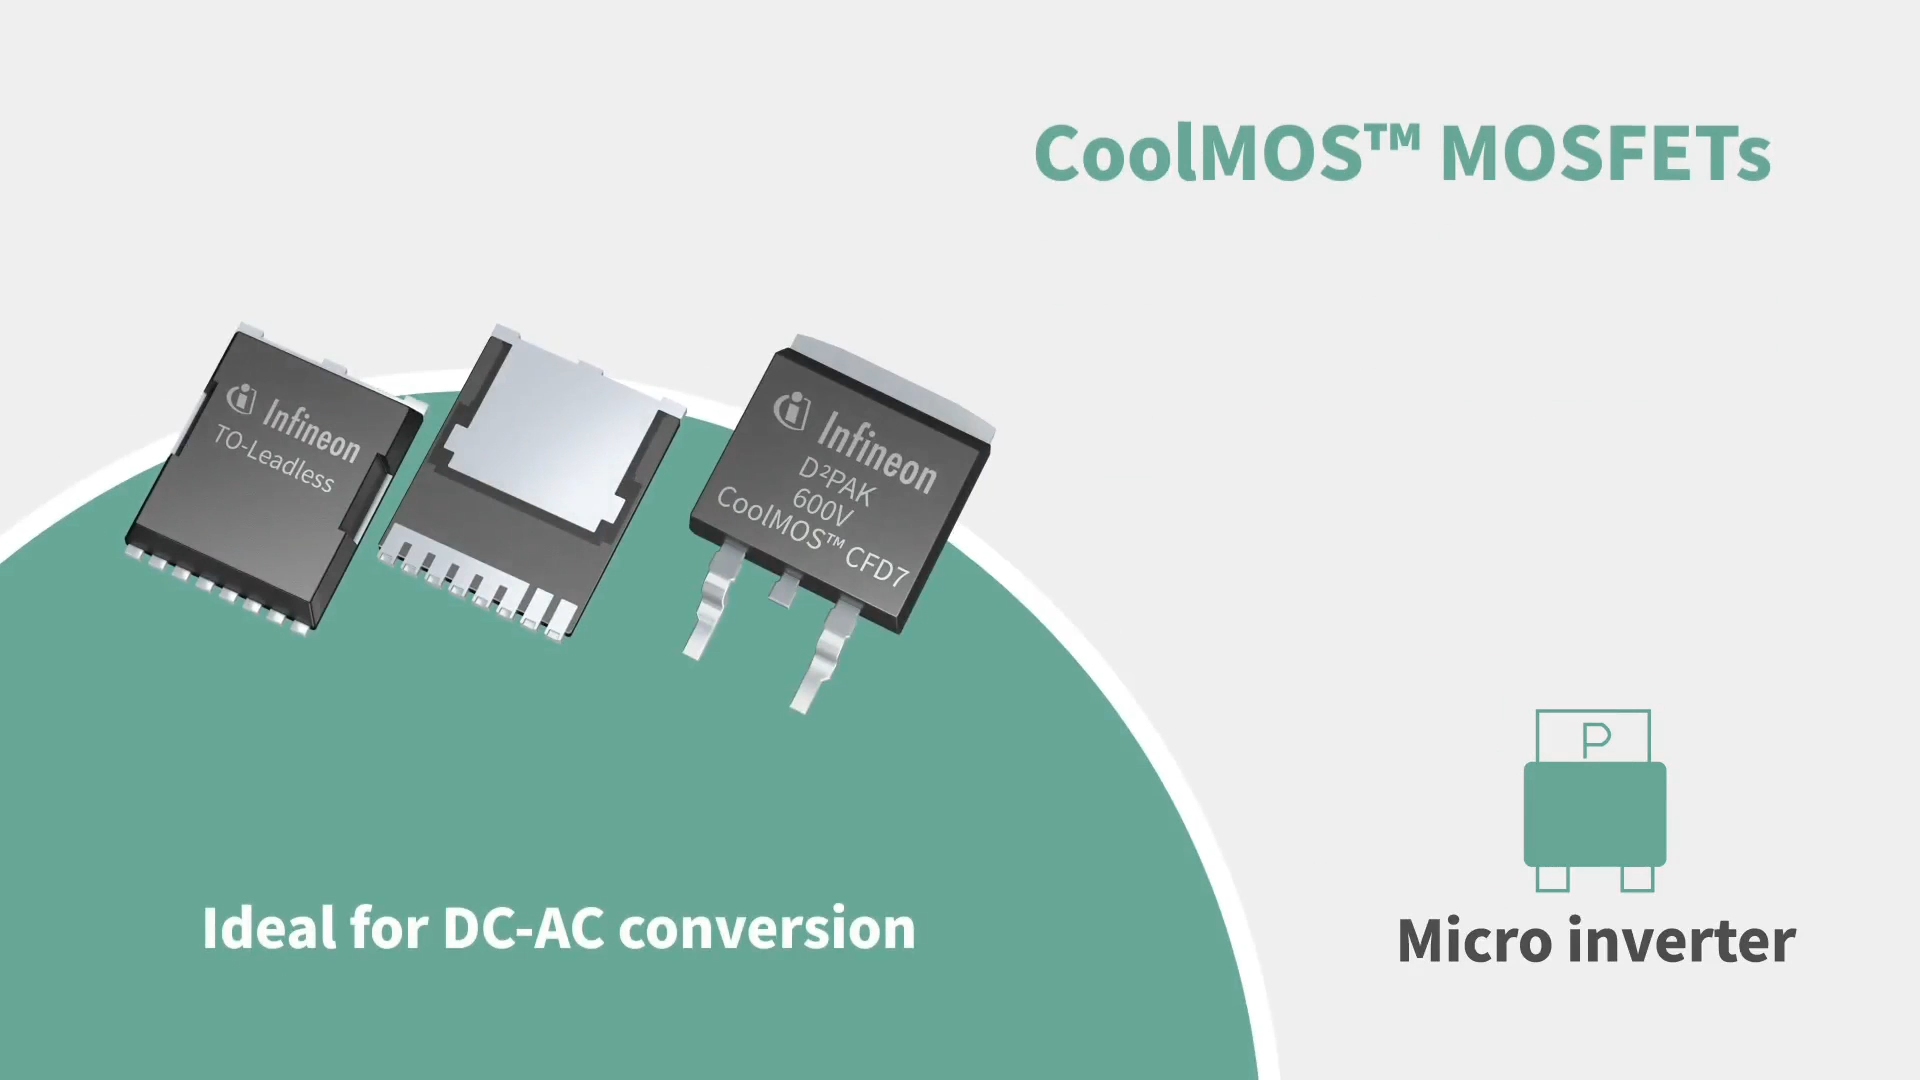 CoolMOS™ MOSFETs
Infineon
TO-Leadless
Infineon
D²PAK
600V
CoolMOS™ CFD7
P
Ideal for DC-AC conversion
Micro inverter